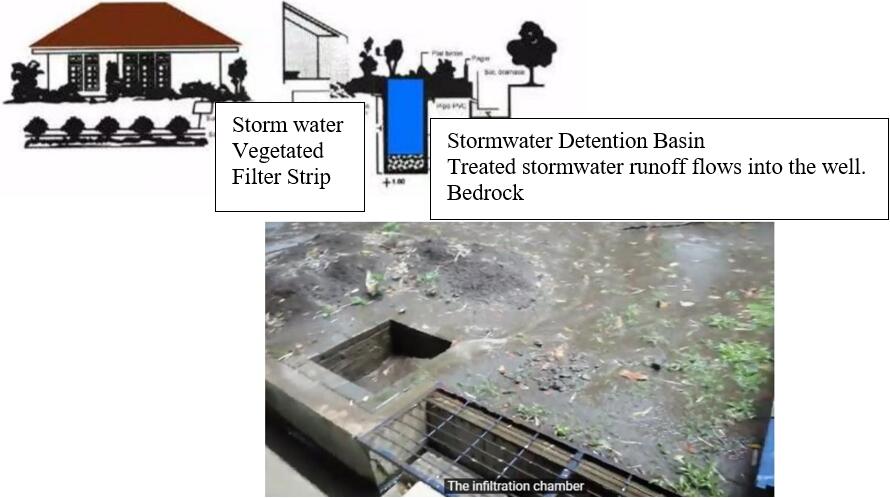 Plat beton
Pagar
Sal. drainase
Pipa PVC
Storm water
Vegetated
Filter Strip
Stormwater Detention Basin
Treated stormwater runoff flows into the well.
Bedrock
+ 1.60
The infiltration chamber